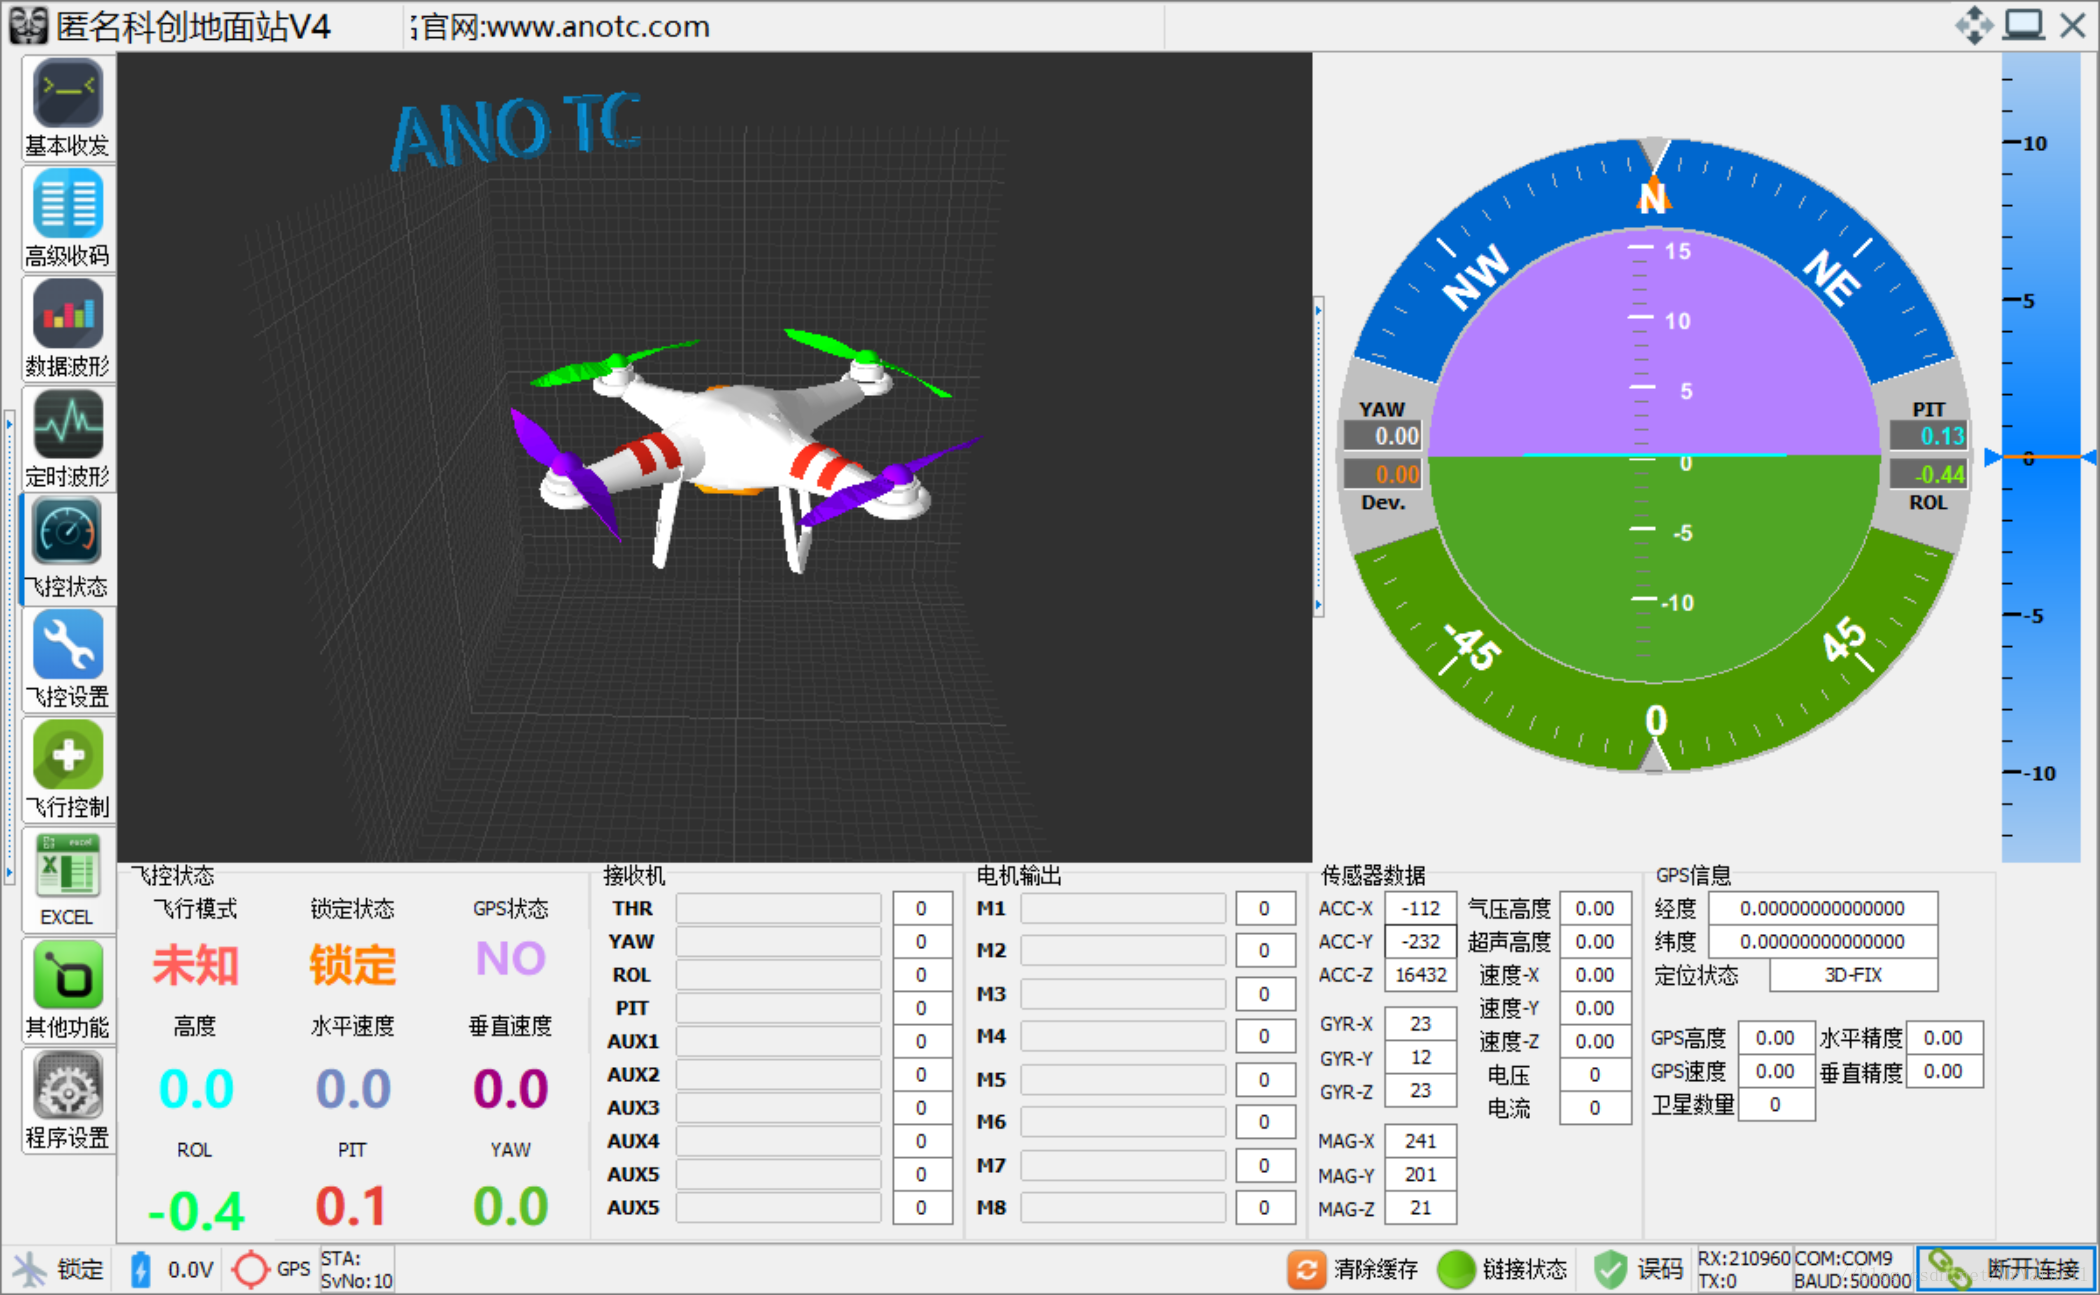 匿名科创地面站V4
官网:www.anotc.com
基本收发
高级收码
数据波形
定时波形
飞控状态
飞控设置
飞行控制
EXCEL
其他功能
程序设置
ANO TC
N
NW
NE
15
10
5
0
-5
-10
YAW
0.00
0.00
Dev.
PIT
0.13
-0.44
ROL
-45
45
0
10
5
0
-5
-10
飞控状态
飞行模式 锁定状态 GPS状态
未知 锁定 NO
高度 水平速度 垂直速度
0.0 0.0 0.0
ROL PIT YAW
-0.4 0.1 0.0
接收机
THR 0
YAW 0
ROL 0
PIT 0
AUX1 0
AUX2 0
AUX3 0
AUX4 0
AUX5 0
AUX5 0
电机输出
M1 0
M2 0
M3 0
M4 0
M5 0
M6 0
M7 0
M8 0
传感器数据
ACC-X -112
ACC-Y -232
ACC-Z 16432
GYR-X 23
GYR-Y 12
GYR-Z 23
MAG-X 241
MAG-Y 201
MAG-Z 21
气压高度 0.00
超声高度 0.00
速度-X 0.00
速度-Y 0.00
速度-Z 0.00
电压 0
电流 0
GPS信息
经度 0.00000000000000
纬度 0.00000000000000
定位状态 3D-FIX
GPS高度 0.00 水平精度 0.00
GPS速度 0.00 垂直精度 0.00
卫星数量 0
锁定
0.0V
GPS
STA:
SvNo:10
清除缓存
链接状态
误码
RX:210960
TX:0
COM:COM9
BAUD:500000
断开连接